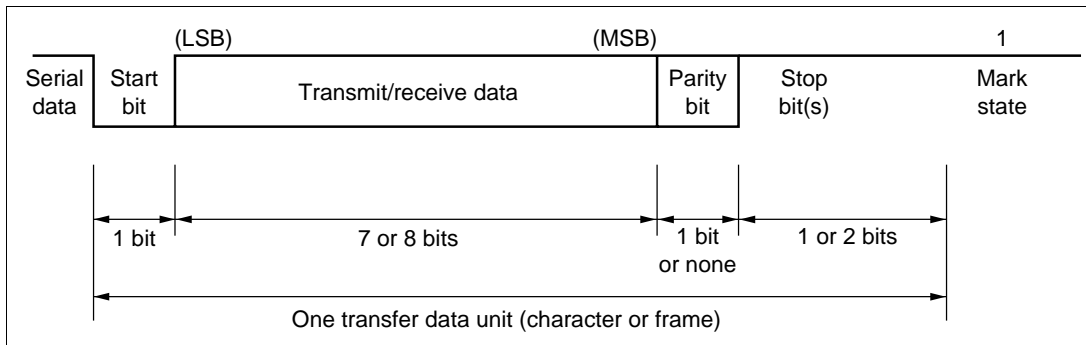 (LSB) (MSB) 1
Serial data
Start bit
Transmit/receive data
Parity bit
Stop bit(s)
Mark state
1 bit
7 or 8 bits
1 bit or none
1 or 2 bits
One transfer data unit (character or frame)